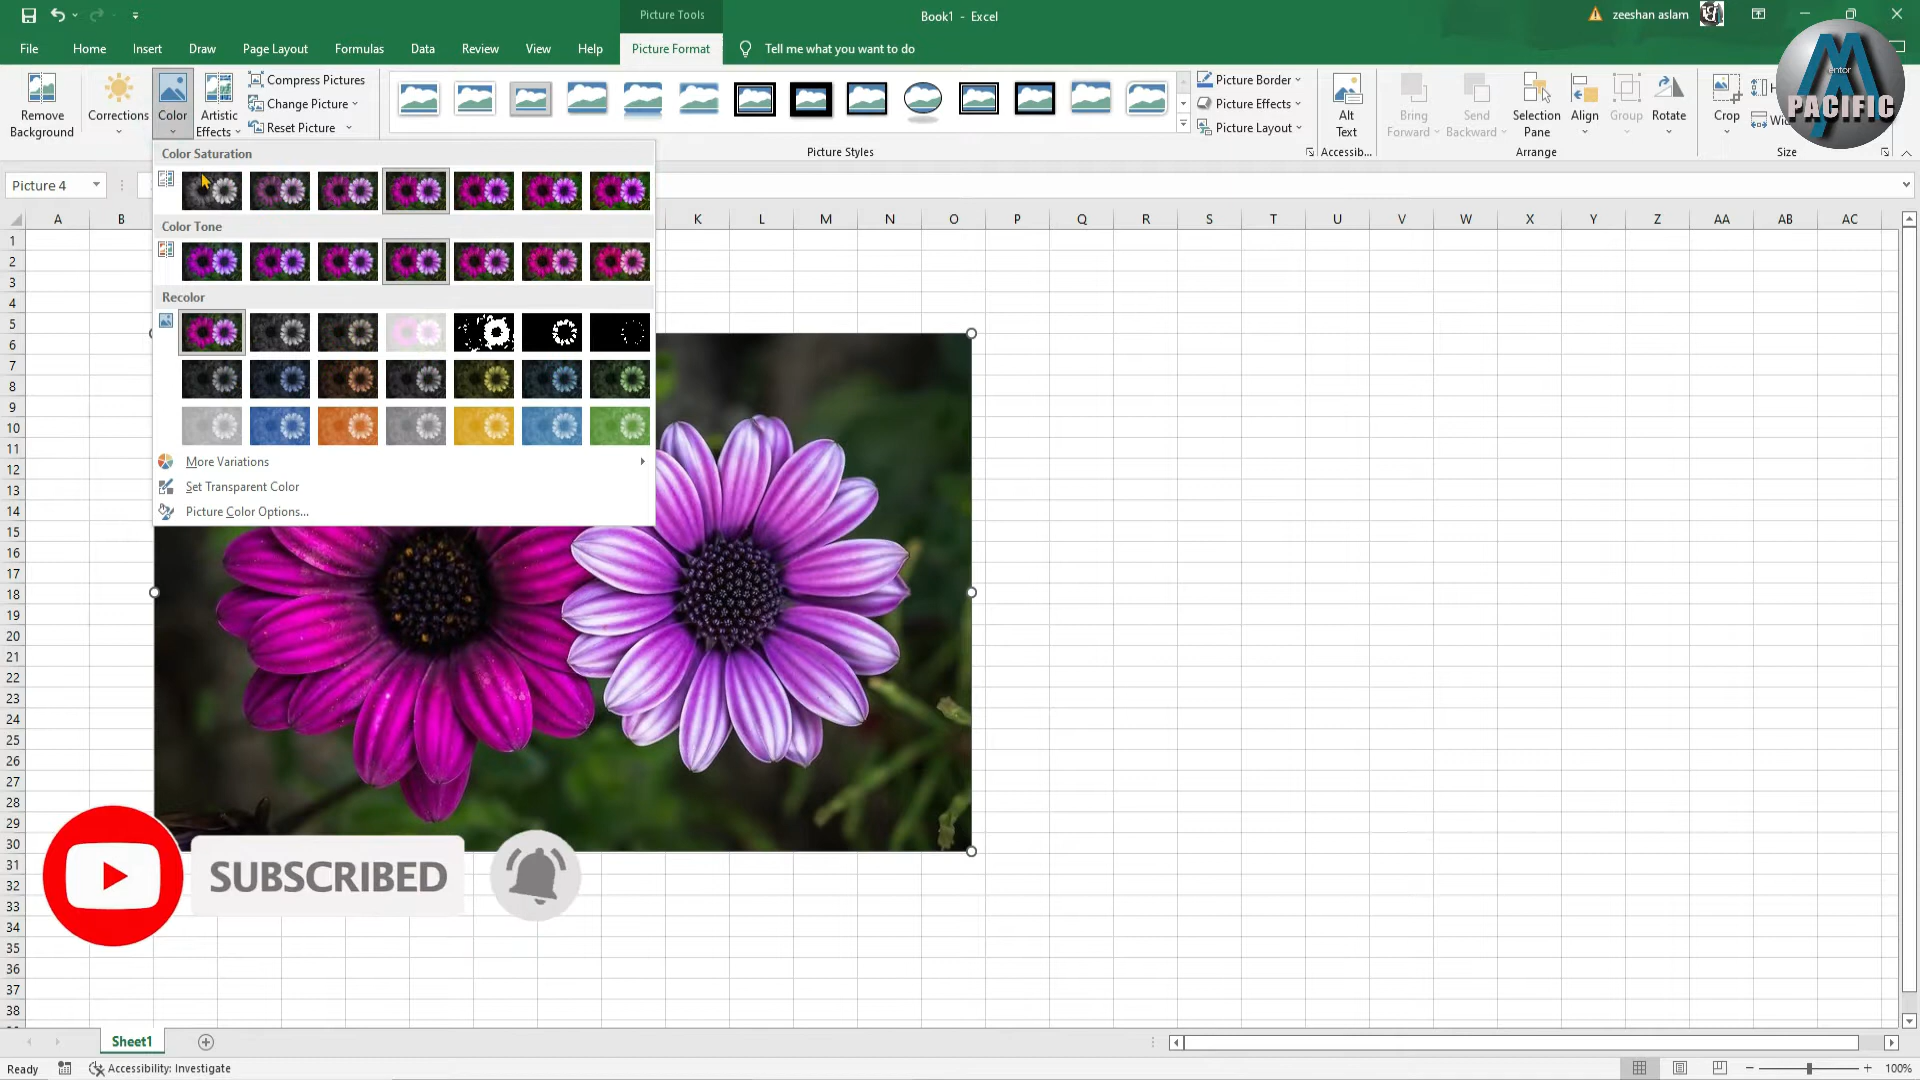 Picture Tools
Book1 - Excel
zeeshan aslam
File Home Insert Draw Page Layout Formulas Data Review View Help Picture Format Tell me what you want to do
Remove Background
Corrections
Color
Artistic Effects
Compress Pictures
Change Picture
Reset Picture
Picture Border
Picture Effects
Picture Layout
Alt Text
Bring Forward
Send Backward
Selection Pane
Align
Group
Rotate
Crop
entor
PACIFIC
Picture Styles
Accessib...
Arrange
Size
Picture 4
Color Saturation
Color Tone
Recolor
More Variations
Set Transparent Color
Picture Color Options...
A B K L M N O P Q R S T U V W X Y Z AA AB AC
1
2
3
4
5
6
7
8
9
10
11
12
13
14
15
16
17
18
19
20
21
22
23
24
25
26
27
28
29
30
31
32
33
34
35
36
37
38
SUBSCRIBED
Sheet1
Ready
Accessibility: Investigate
100%